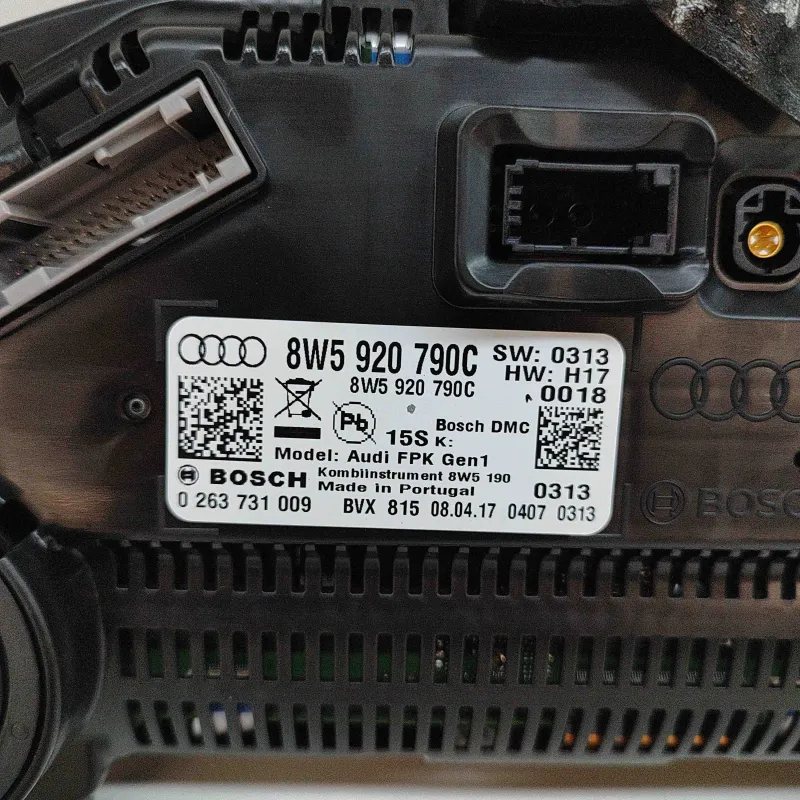 8W5 920 790C SW: 0313
8W5 920 790C HW: H17
0018
Pb
Bosch DMC
15S K:
Model: Audi FPK Gen1
BOSCH Kombiinstrument 8W5 190
Made in Portugal 0313
0 263 731 009 BVX 815 08.04.17 0407 0313
BOSCH